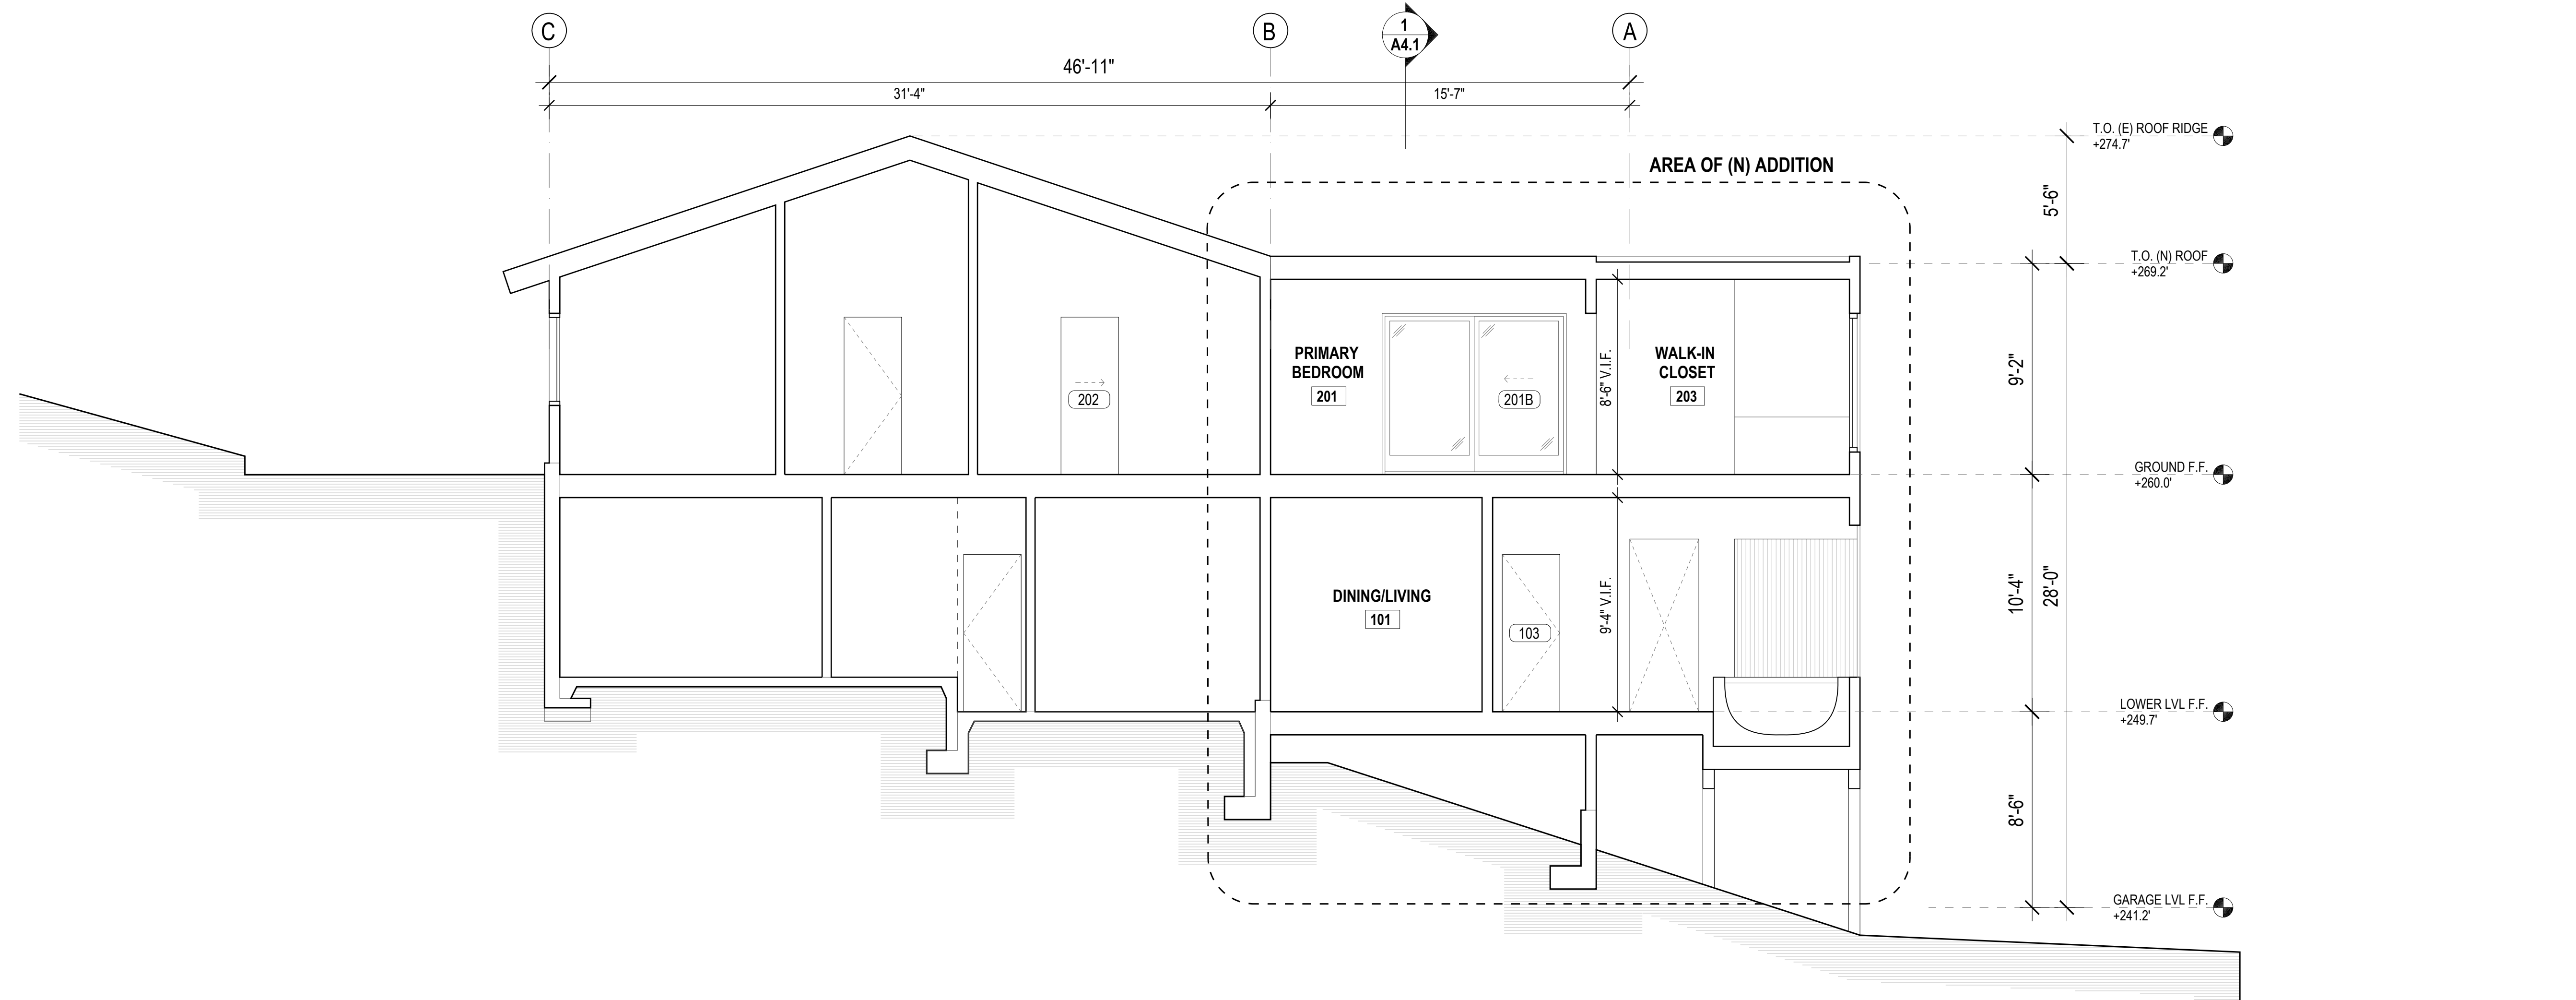 C
B
1
A4.1
A
46'-11"
31'-4"
15'-7"
T.O. (E) ROOF RIDGE
+274.7'
AREA OF (N) ADDITION
5'-6"
T.O. (N) ROOF
+269.2'
PRIMARY
BEDROOM
201
202
201B
8'-6" V.I.F.
WALK-IN
CLOSET
203
9'-2"
GROUND F.F.
+260.0'
DINING/LIVING
101
103
9'-4" V.I.F.
10'-4"
28'-0"
LOWER LVL F.F.
+249.7'
8'-6"
GARAGE LVL F.F.
+241.2'